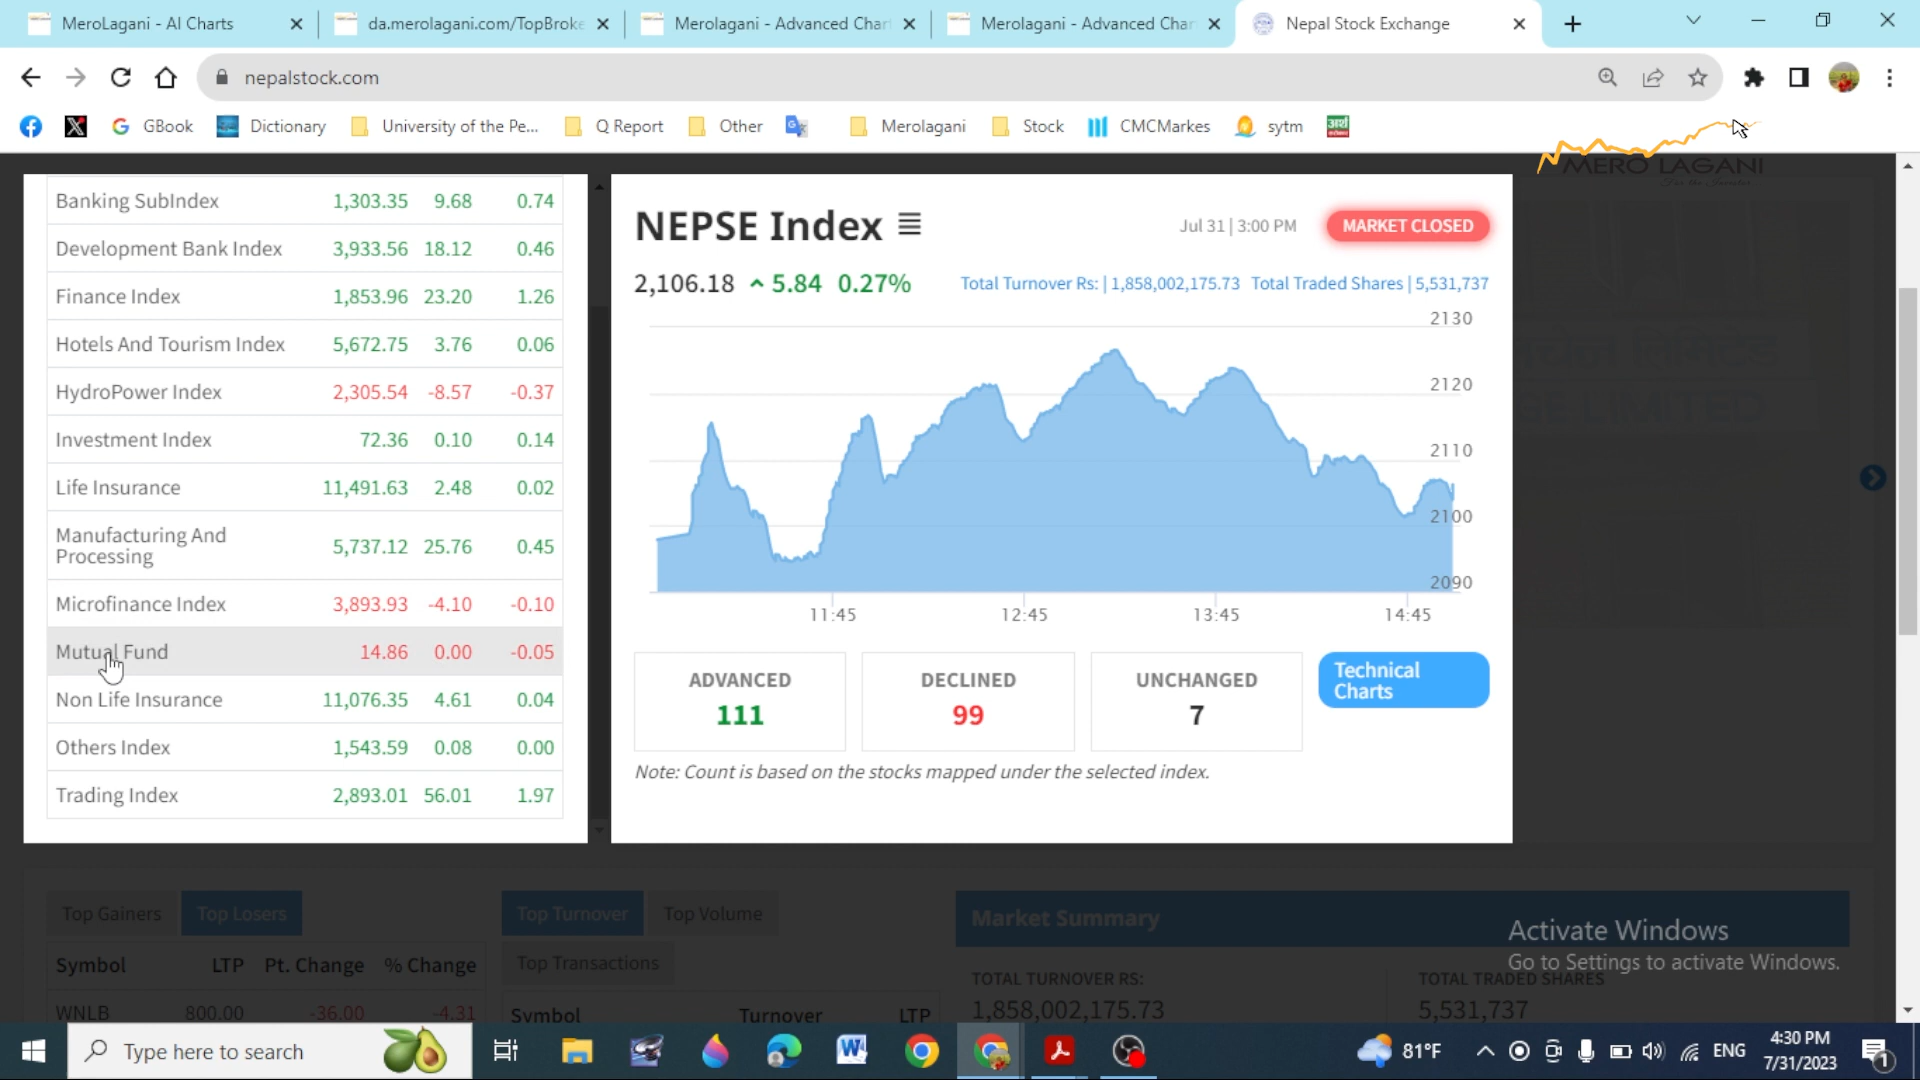 MeroLagani - AI Charts
da.merolagani.com/TopBroke
Merolagani - Advanced Char
Merolagani - Advanced Char
Nepal Stock Exchange
nepalstock.com
GBook
Dictionary
University of the Pe...
Q Report
Other
Merolagani
Stock
CMCMarkes
sytm
MERO LAGANI
Banking SubIndex 1,303.35 9.68 0.74
Development Bank Index 3,933.56 18.12 0.46
Finance Index 1,853.96 23.20 1.26
Hotels And Tourism Index 5,672.75 3.76 0.06
HydroPower Index 2,305.54 -8.57 -0.37
Investment Index 72.36 0.10 0.14
Life Insurance 11,491.63 2.48 0.02
Manufacturing And
Processing 5,737.12 25.76 0.45
Microfinance Index 3,893.93 -4.10 -0.10
Mutual Fund 14.86 0.00 -0.05
Non Life Insurance 11,076.35 4.61 0.04
Others Index 1,543.59 0.08 0.00
Trading Index 2,893.01 56.01 1.97
NEPSE Index
Jul 31 | 3:00 PM
MARKET CLOSED
2,106.18 5.84 0.27%
Total Turnover Rs: | 1,858,002,175.73 Total Traded Shares | 5,531,737
2130
2120
2110
2100
2090
11:45 12:45 13:45 14:45
ADVANCED
111
DECLINED
99
UNCHANGED
7
Technical
Charts
Note: Count is based on the stocks mapped under the selected index.
Top Gainers Top Losers
Symbol LTP Pt. Change % Change
WNLB 800.00 -36.00 -4.31
Top Turnover Top Volume
Top Transactions
Symbol Turnover LTP
Market Summary
TOTAL TURNOVER RS:
1,858,002,175.73
TOTAL TRADED SHARES
5,531,737
Activate Windows
Go to Settings to activate Windows.
Type here to search
81°F
ENG
4:30 PM
7/31/2023
1